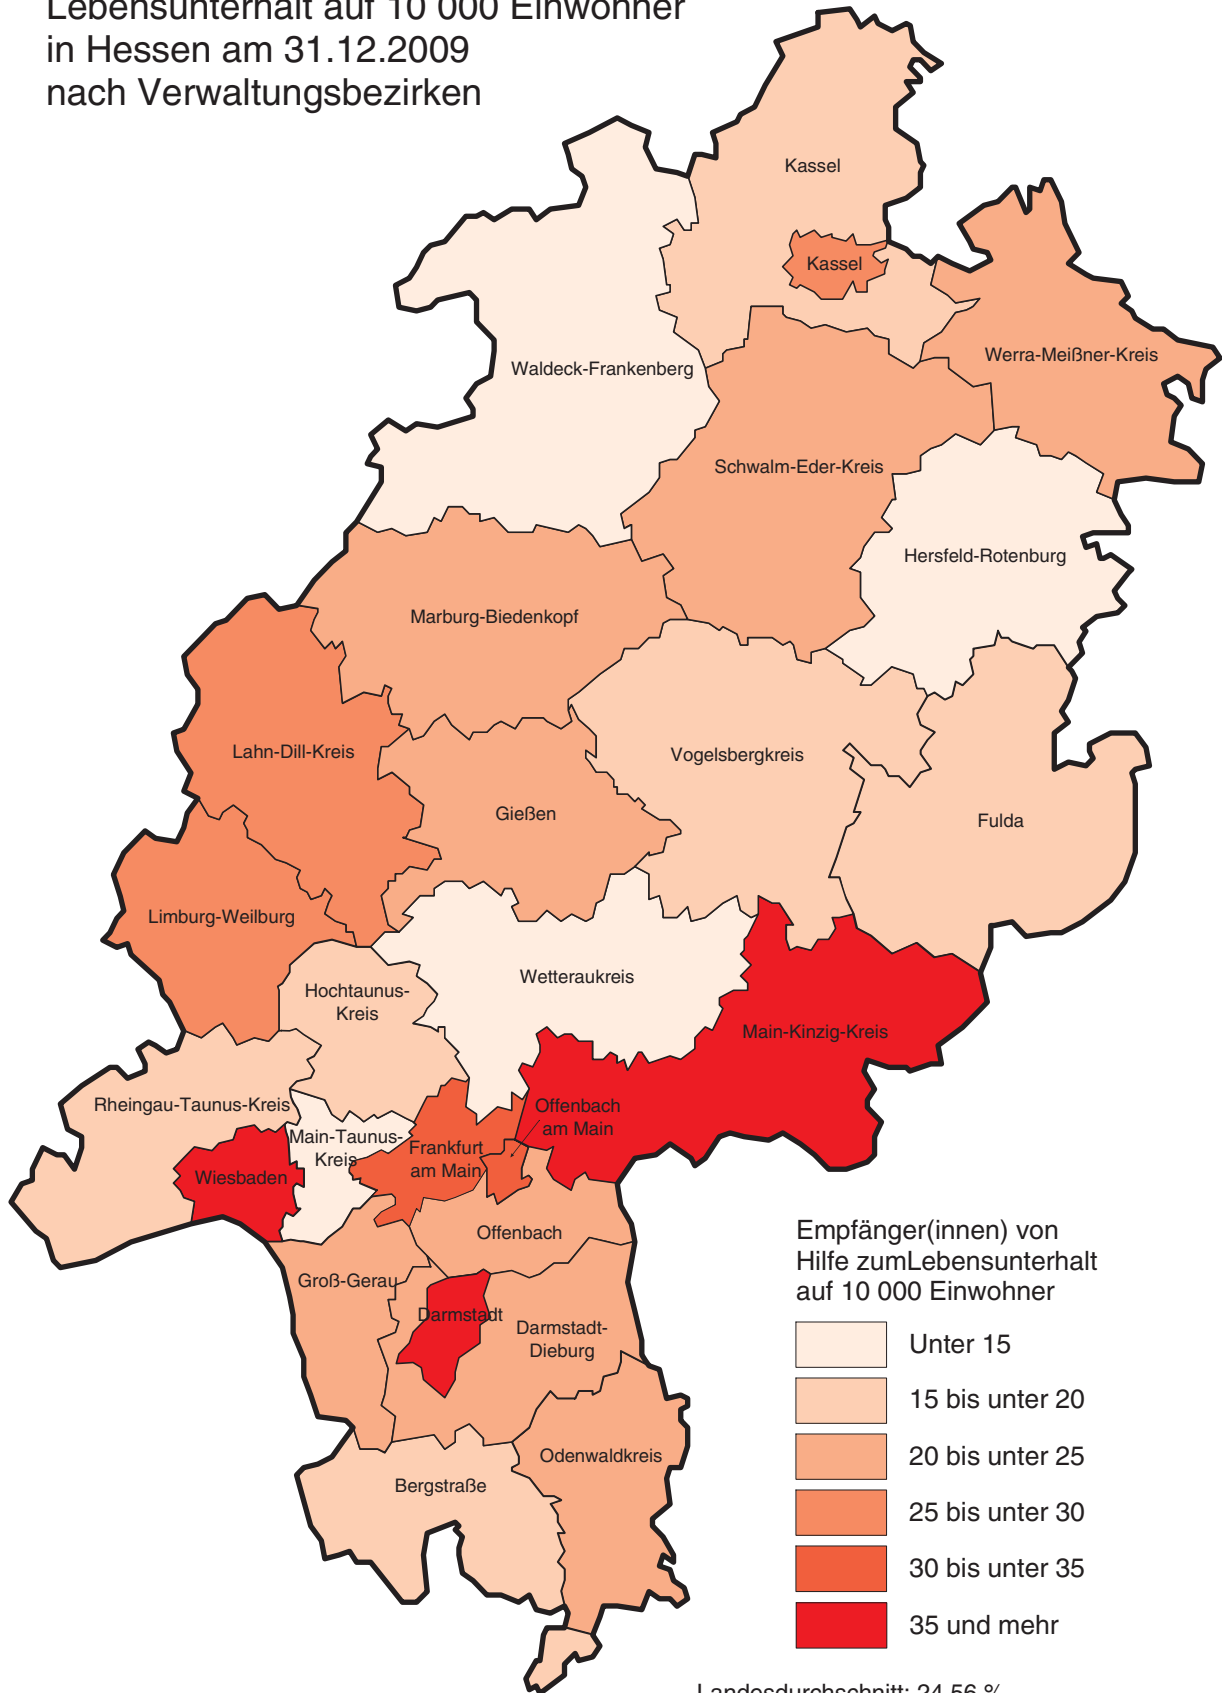 Lebensunterhalt auf 10 000 Einwohner
in Hessen am 31.12.2009
nach Verwaltungsbezirken
Kassel
Kassel
Werra-Meißner-Kreis
Waldeck-Frankenberg
Schwalm-Eder-Kreis
Hersfeld-Rotenburg
Marburg-Biedenkopf
Lahn-Dill-Kreis
Vogelsbergkreis
Gießen
Fulda
Limburg-Weilburg
Wetteraukreis
Hochtaunus-
Kreis
Main-Kinzig-Kreis
Rheingau-Taunus-Kreis
Offenbach
am Main
Main-Taunus-
Kreis
Frankfurt
am Main
Wiesbaden
Offenbach
Groß-Gerau
Darmstadt
Darmstadt-
Dieburg
Odenwaldkreis
Bergstraße
Empfänger(innen) von
Hilfe zumLebensunterhalt
auf 10 000 Einwohner
Unter 15
15 bis unter 20
20 bis unter 25
25 bis unter 30
30 bis unter 35
35 und mehr
Landesdurchschnitt: 24,56 %